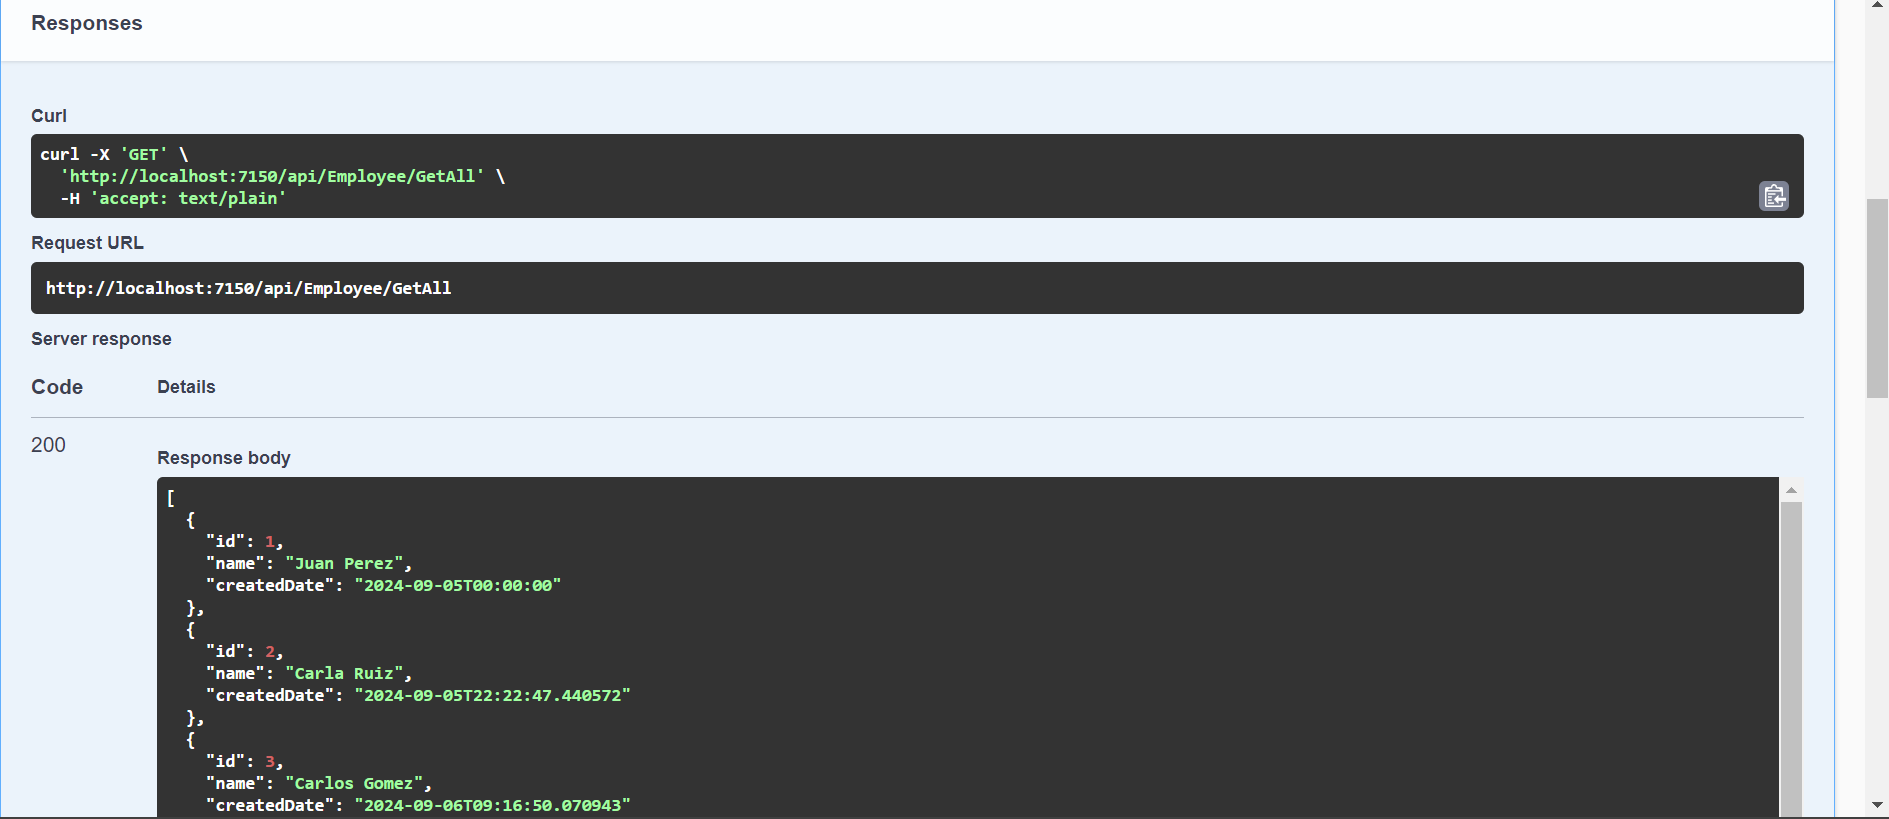 Responses
Curl
curl -X 'GET' \
  'http://localhost:7150/api/Employee/GetAll' \
  -H 'accept: text/plain'
Request URL
http://localhost:7150/api/Employee/GetAll
Server response
Code Details
200
Response body
[
  {
    "id": 1,
    "name": "Juan Perez",
    "createdDate": "2024-09-05T00:00:00"
  },
  {
    "id": 2,
    "name": "Carla Ruiz",
    "createdDate": "2024-09-05T22:22:47.440572"
  },
  {
    "id": 3,
    "name": "Carlos Gomez",
    "createdDate": "2024-09-06T09:16:50.070943"